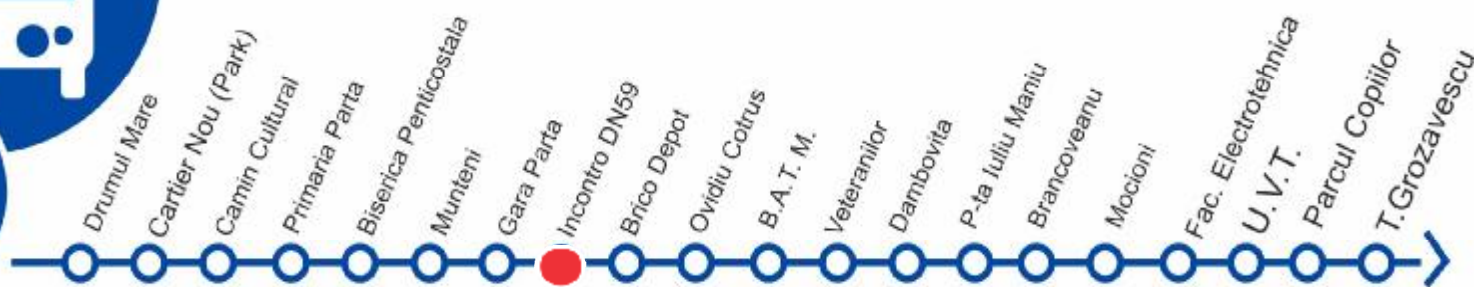 Drumul Mare
Cartier Nou (Park)
Camin Cultural
Primaria Parta
Biserica Penticostala
Munteni
Gara Parta
Incontro DN59
Brico Depot
Ovidiu Cotrus
B.A.T. M.
Veteranilor
Dambovita
P-ta Iuliu Maniu
Brancoveanu
Mocioni
Fac. Electrotehnica
U.V.T.
Parcul Copiilor
T.Grozavescu